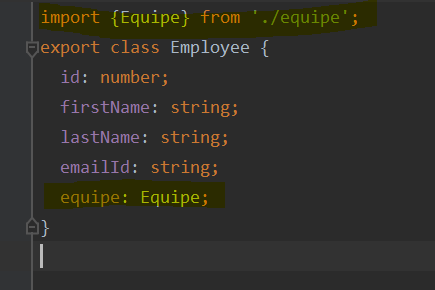 import {Equipe} from './equipe';
export class Employee {
id: number;
firstName: string;
lastName: string;
emailId: string;
equipe: Equipe;
}